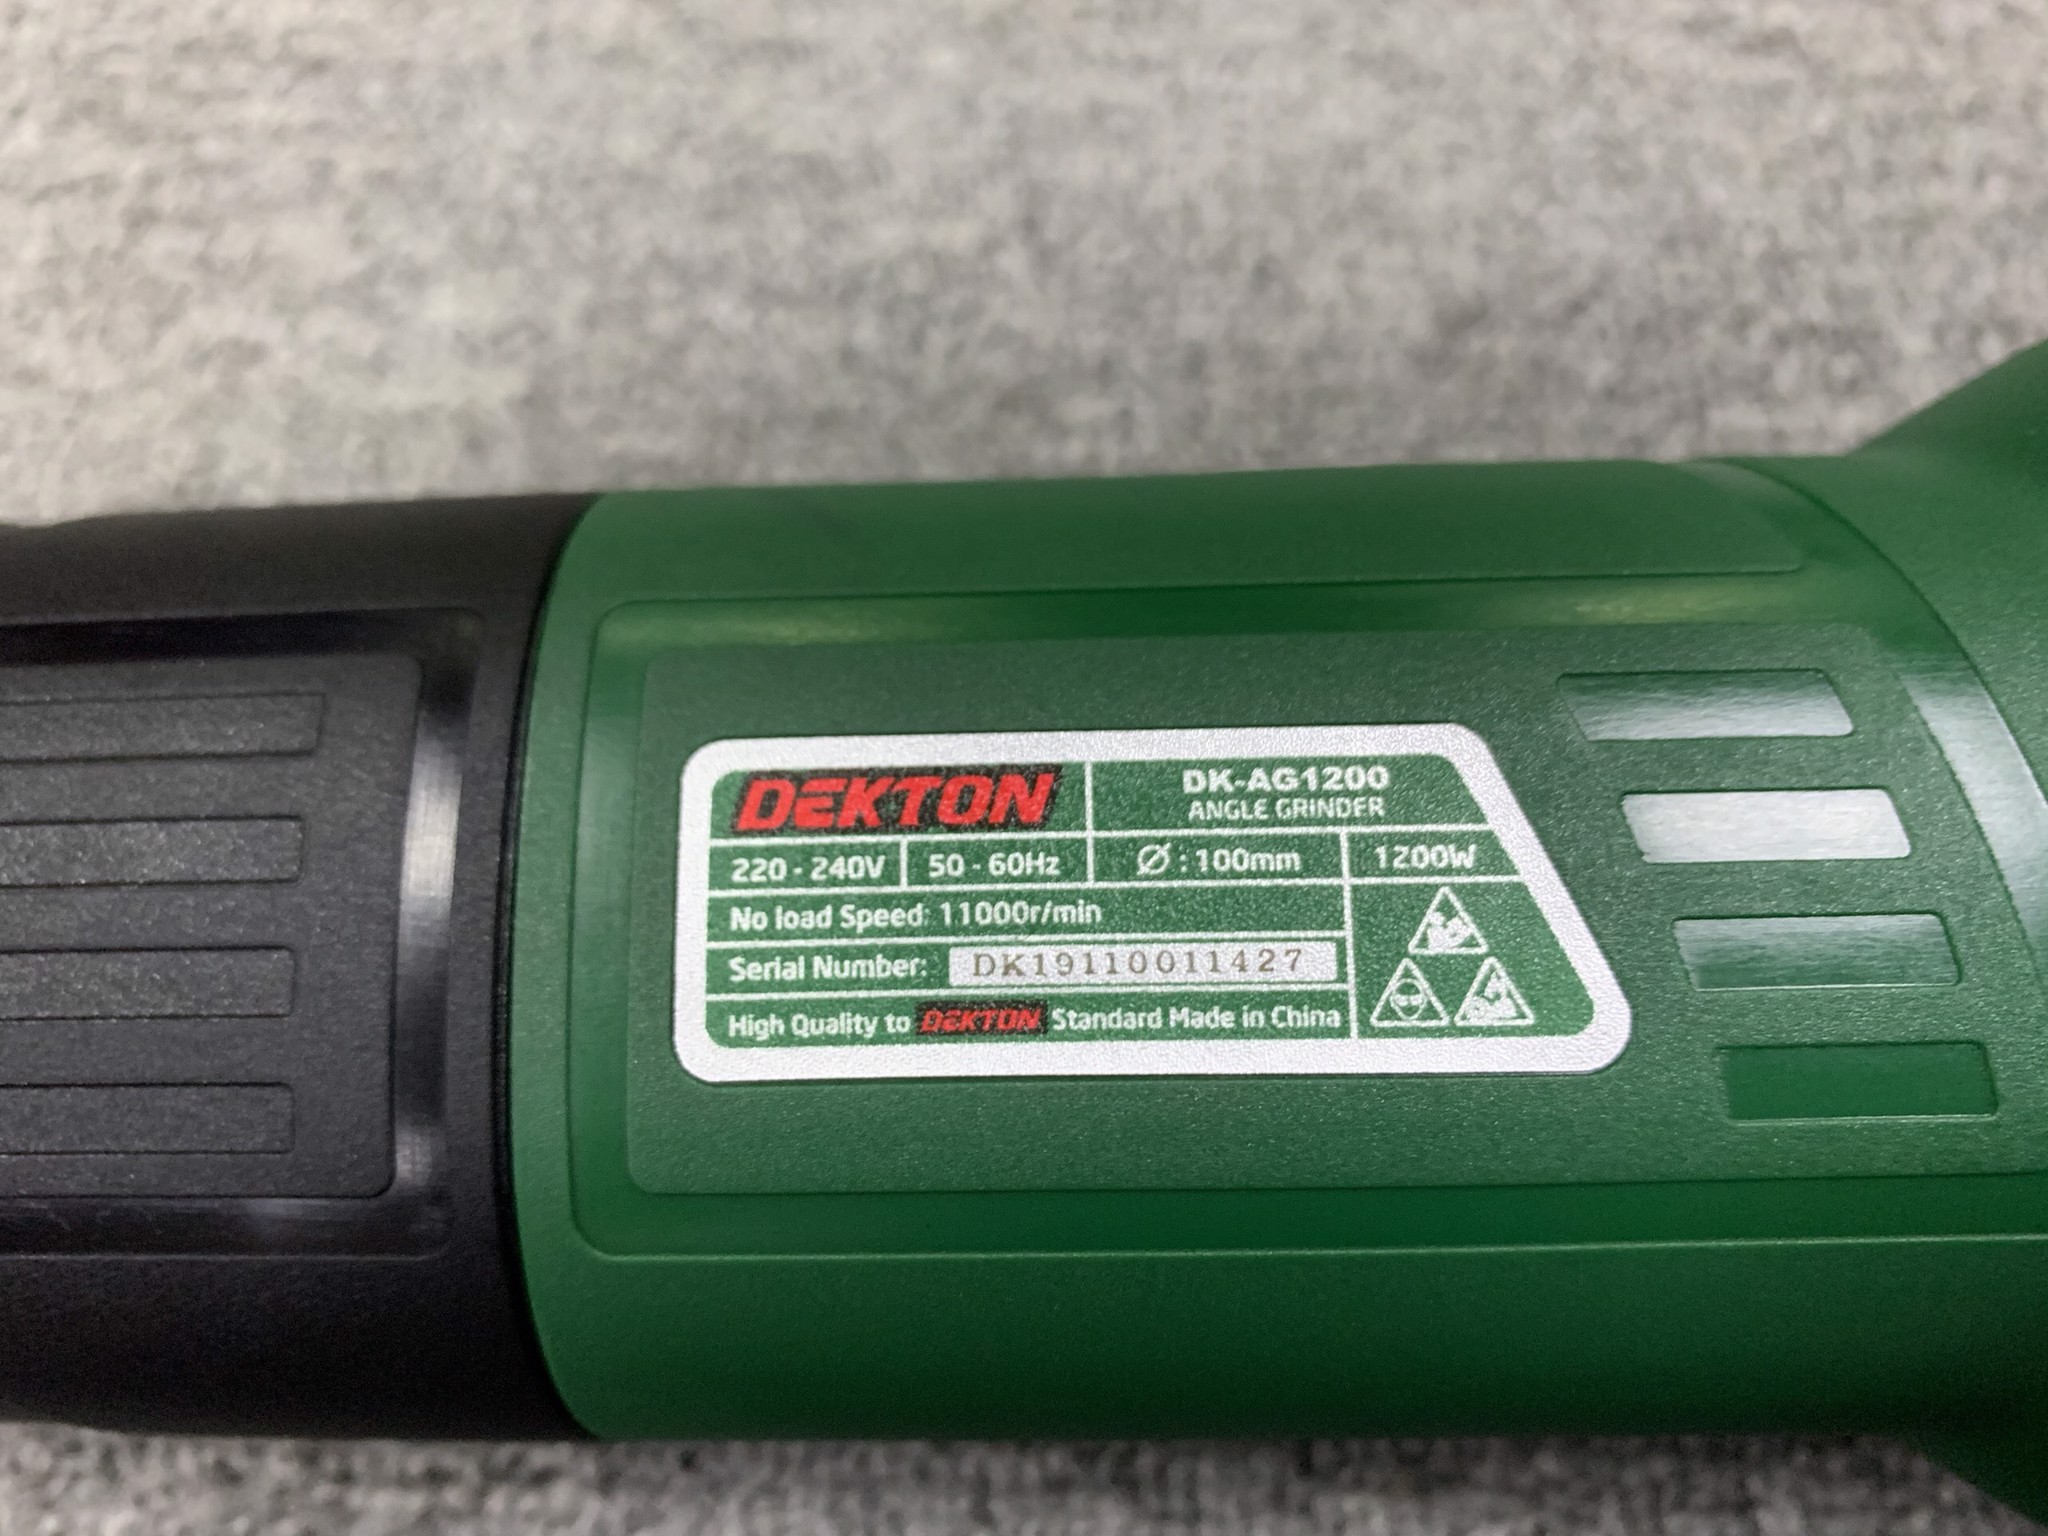 DEKTON
DK-AG1200
ANGLE GRINDER
220 - 240V 50 - 60Hz Ø : 100mm 1200W
No load Speed: 11000r/min
Serial Number: DK19110011427
High Quality to DEKTON Standard Made in China